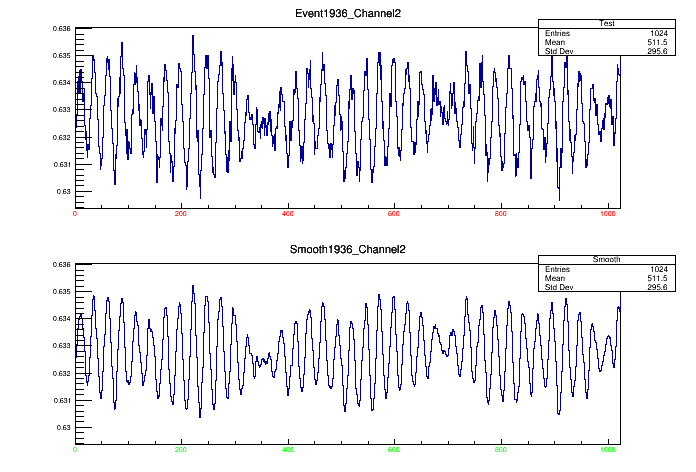 Event1936_Channel2
Test
Entries 1024
Mean 511.5
Std Dev 295.6
0.636
0.635
0.634
0.633
0.632
0.631
0.63
0 200 400 600 800 1000
Smooth1936_Channel2
Smooth
Entries 1024
Mean 511.5
Std Dev 295.6
0.636
0.635
0.634
0.633
0.632
0.631
0.63
0 200 400 600 800 1000